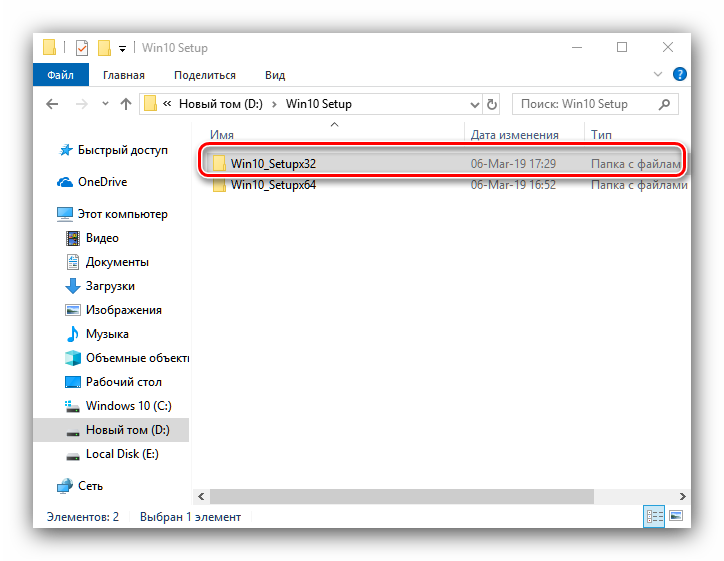 Win10 Setup
Файл Главная Поделиться Вид
« Новый том (D:) › Win10 Setup Поиск: Win10 Setup
Имя Дата изменения Тип
Win10_Setupx32 06-Mar-19 17:29 Папка с файлами
Win10_Setupx64 06-Mar-19 16:52 Папка с файлами
Быстрый доступ
OneDrive
Этот компьютер
Видео
Документы
Загрузки
Изображения
Музыка
Объемные объекты
Рабочий стол
Windows 10 (C:)
Новый том (D:)
Local Disk (E:)
Сеть
Элементов: 2 Выбран 1 элемент